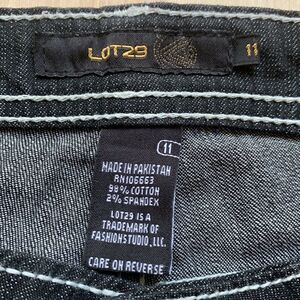 LOT29 11
11
MADE IN PAKISTAN
RN106663
98% COTTON
2% SPANDEX
LOT29 IS A
TRADEMARK OF
FASHIONSTUDIO, LLC.
CARE ON REVERSE